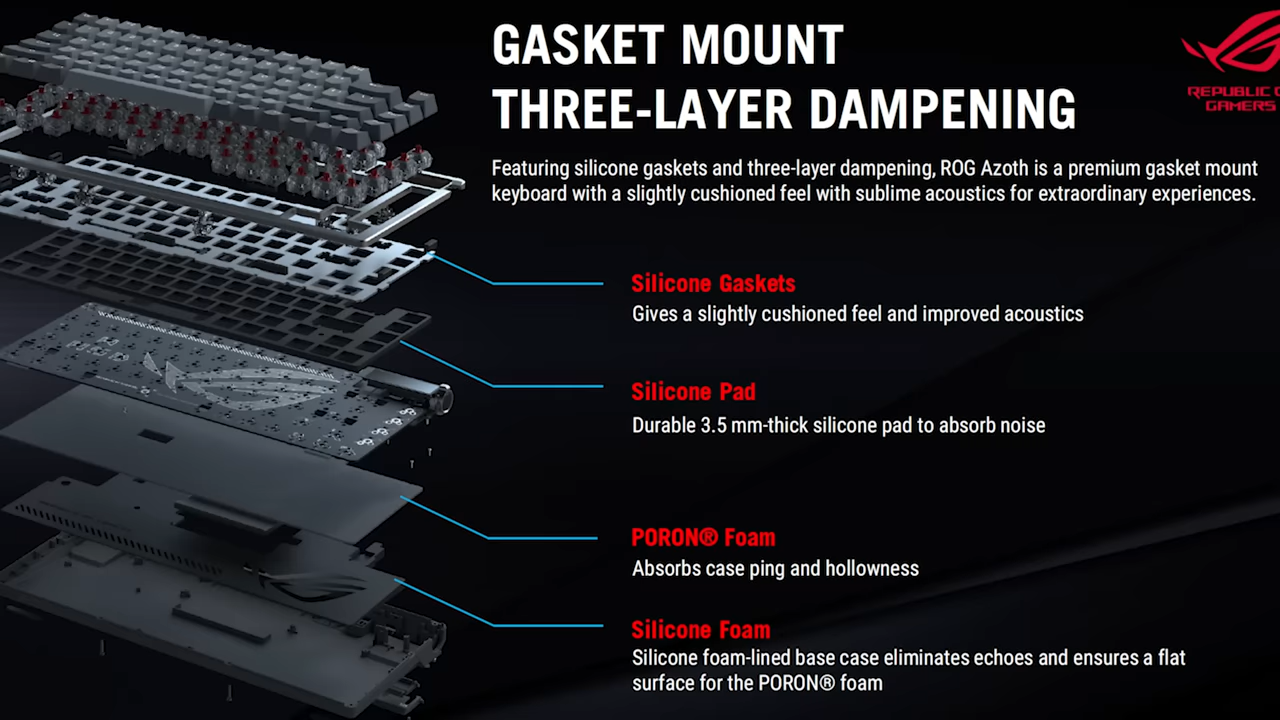 GASKET MOUNT
THREE-LAYER DAMPENING
REPUBLIC
GAMERS
Featuring silicone gaskets and three-layer dampening, ROG Azoth is a premium gasket mount
keyboard with a slightly cushioned feel with sublime acoustics for extraordinary experiences.
Silicone Gaskets
Gives a slightly cushioned feel and improved acoustics
Silicone Pad
Durable 3.5 mm-thick silicone pad to absorb noise
PORON® Foam
Absorbs case ping and hollowness
Silicone Foam
Silicone foam-lined base case eliminates echoes and ensures a flat
surface for the PORON® foam